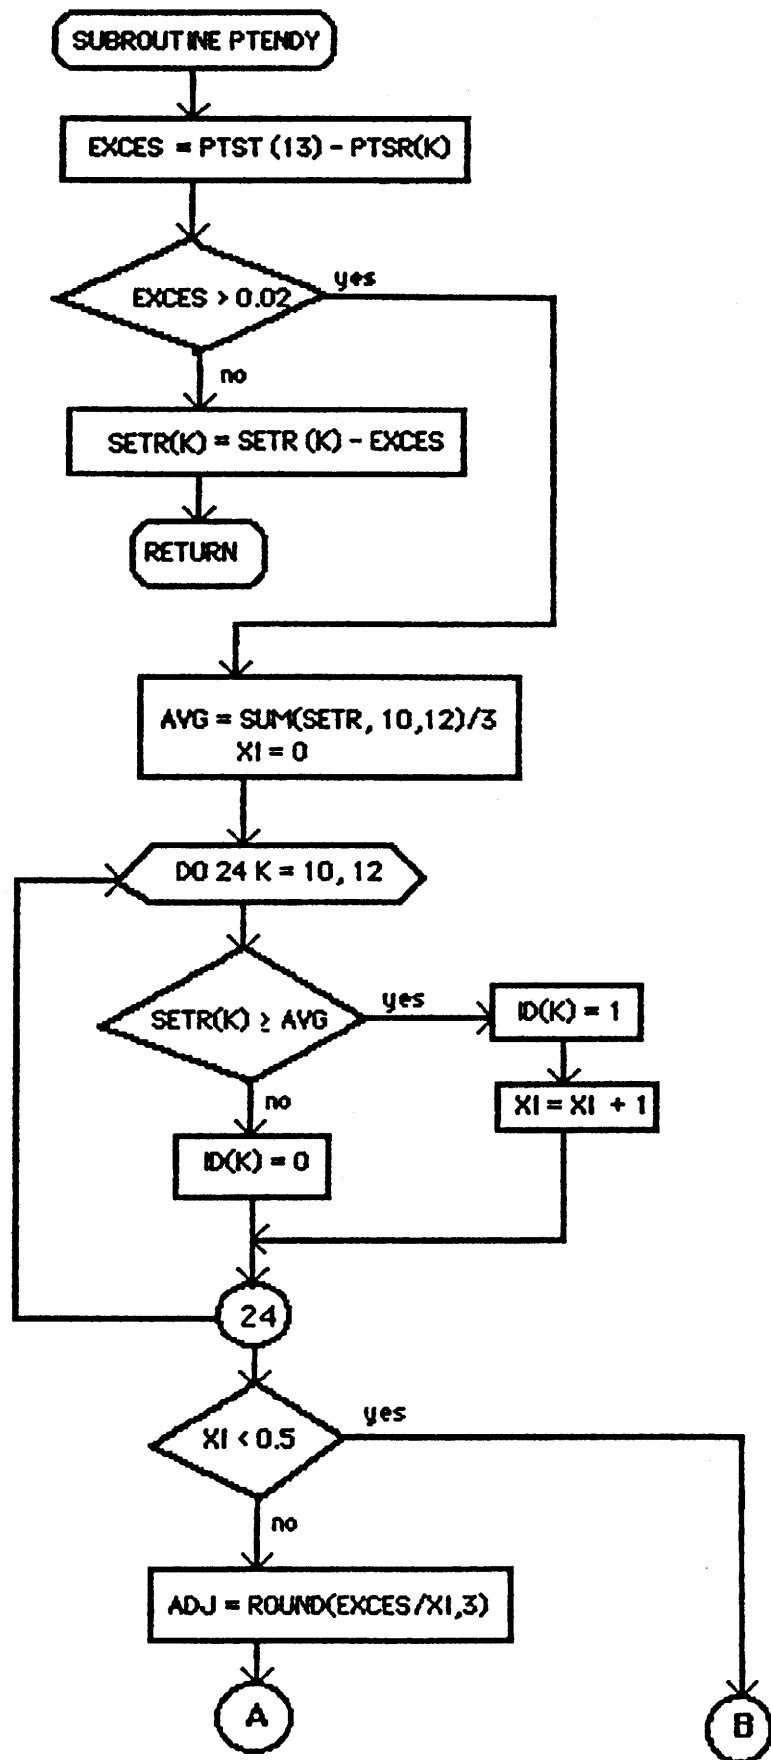 SUBROUTINE PTENDY
EXCES = PTST (13) - PTSR(K)
EXCES > 0.02
yes
no
SETR(K) = SETR (K) - EXCES
RETURN
AVG = SUM(SETR, 10,12)/3
XI = 0
DO 24 K = 10, 12
SETR(K) ≥ AVG
yes
ID(K) = 1
no
XI = XI + 1
ID(K) = 0
24
XI < 0.5
yes
no
ADJ = ROUND(EXCES/XI,3)
A
B